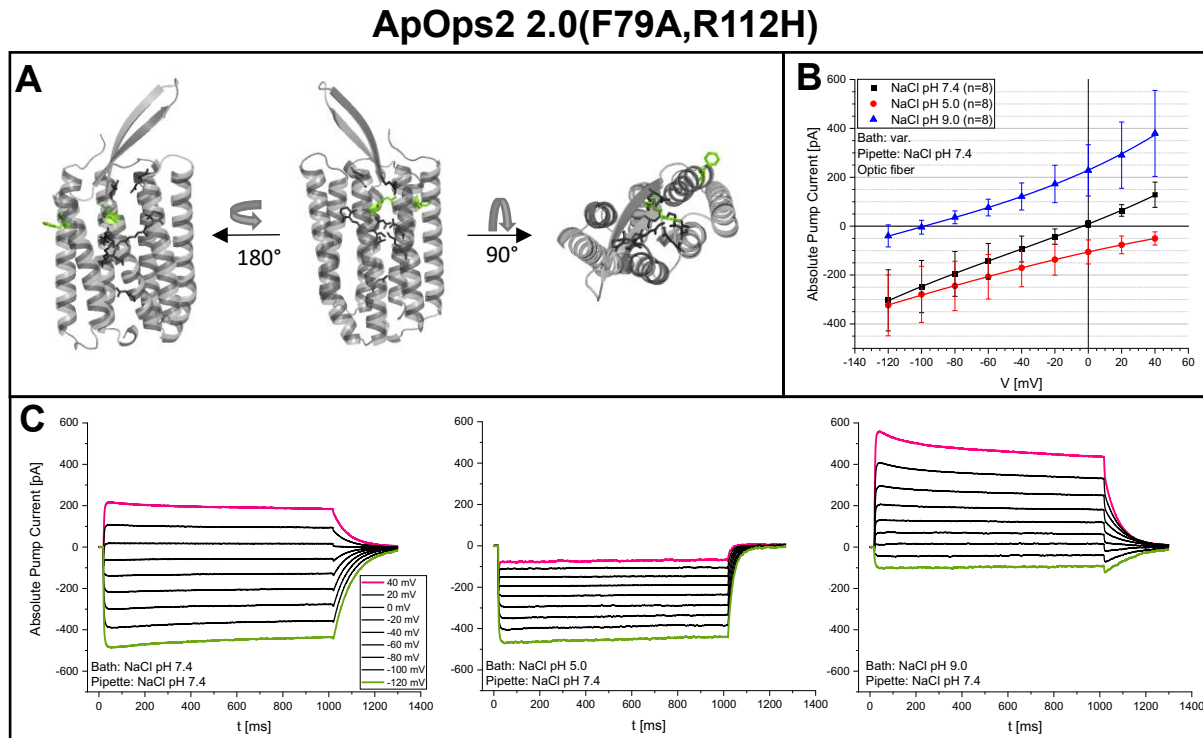 ApOps2 2.0(F79A,R112H)
A
180°
90°
B
Absolute Pump Current [pA]
600
400
200
0
-200
-400
NaCl pH 7.4 (n=8)
NaCl pH 5.0 (n=8)
NaCl pH 9.0 (n=8)
Bath: var.
Pipette: NaCl pH 7.4
Optic fiber
-140 -120 -100 -80 -60 -40 -20 0 20 40 60
V [mV]
C
Absolute Pump Current [pA]
600
400
200
0
-200
-400
-600
40 mV
20 mV
0 mV
-20 mV
-40 mV
-60 mV
-80 mV
-100 mV
-120 mV
Bath: NaCl pH 7.4
Pipette: NaCl pH 7.4
0 200 400 600 800 1000 1200 1400
t [ms]
600
400
200
0
-200
-400
-600
Bath: NaCl pH 5.0
Pipette: NaCl pH 7.4
0 200 400 600 800 1000 1200 1400
t [ms]
600
400
200
0
-200
-400
-600
Bath: NaCl pH 9.0
Pipette: NaCl pH 7.4
0 200 400 600 800 1000 1200 1400
t [ms]